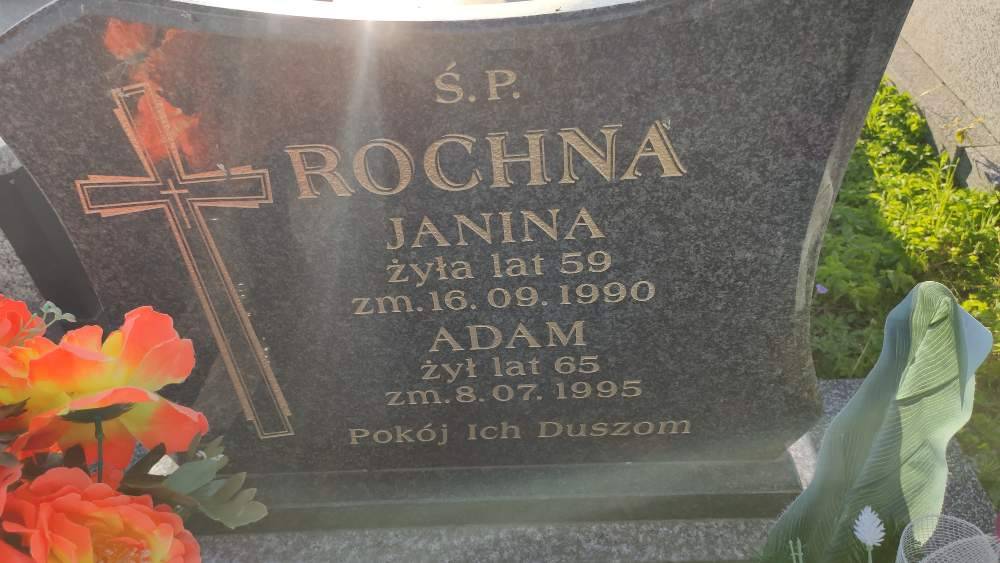 Ś.P.
ROCHNA
JANINA
żyła lat 59
zm. 16. 09. 1990
ADAM
żył lat 65
zm. 8. 07. 1995
Pokój Ich Duszom